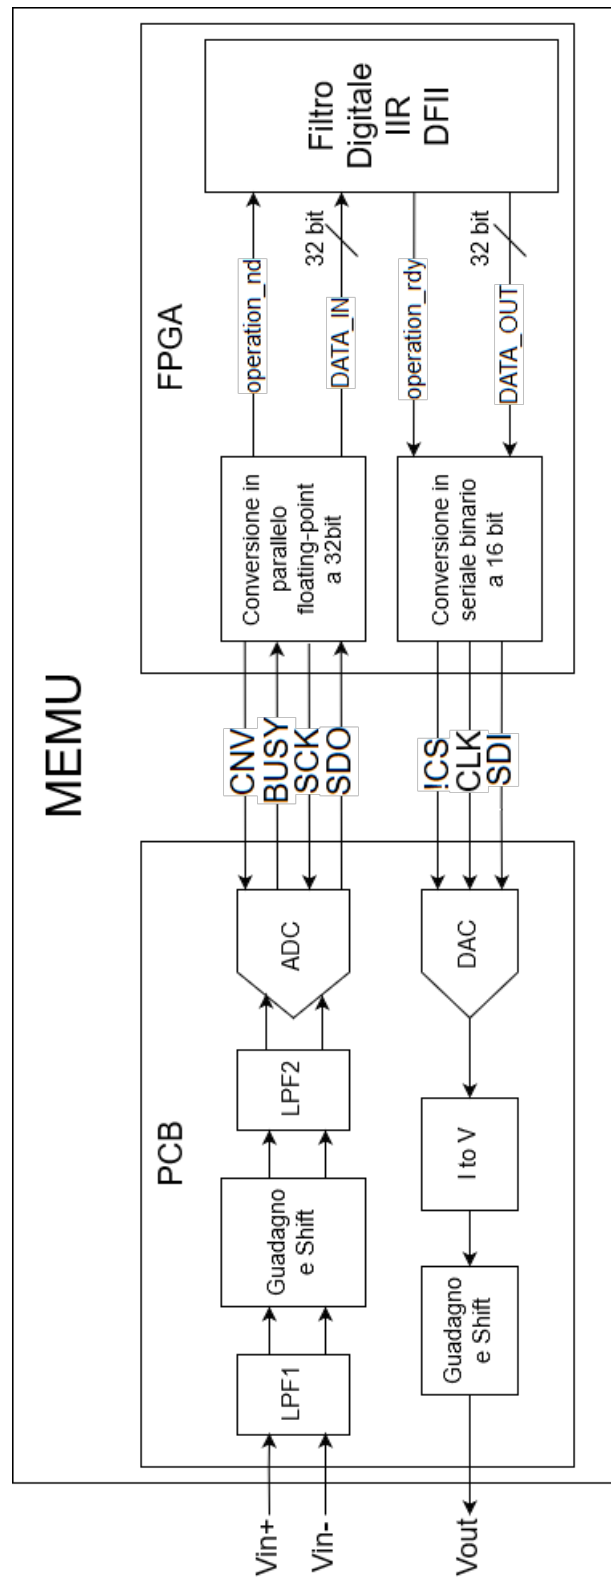 MEMU
PCB
FPGA
Vin+
Vin-
LPF1
Guadagno
e Shift
LPF2
ADC
CNV
BUSY
SCK
SDO
Conversione in
parallelo
floating-point
a 32bit
operation_nd
DATA_IN
32 bit
Filtro
Digitale
IIR
DFII
Vout
Guadagno
e Shift
I to V
DAC
!CS
CLK
SDI
Conversione in
seriale binario
a 16 bit
operation_rdy
DATA_OUT
32 bit